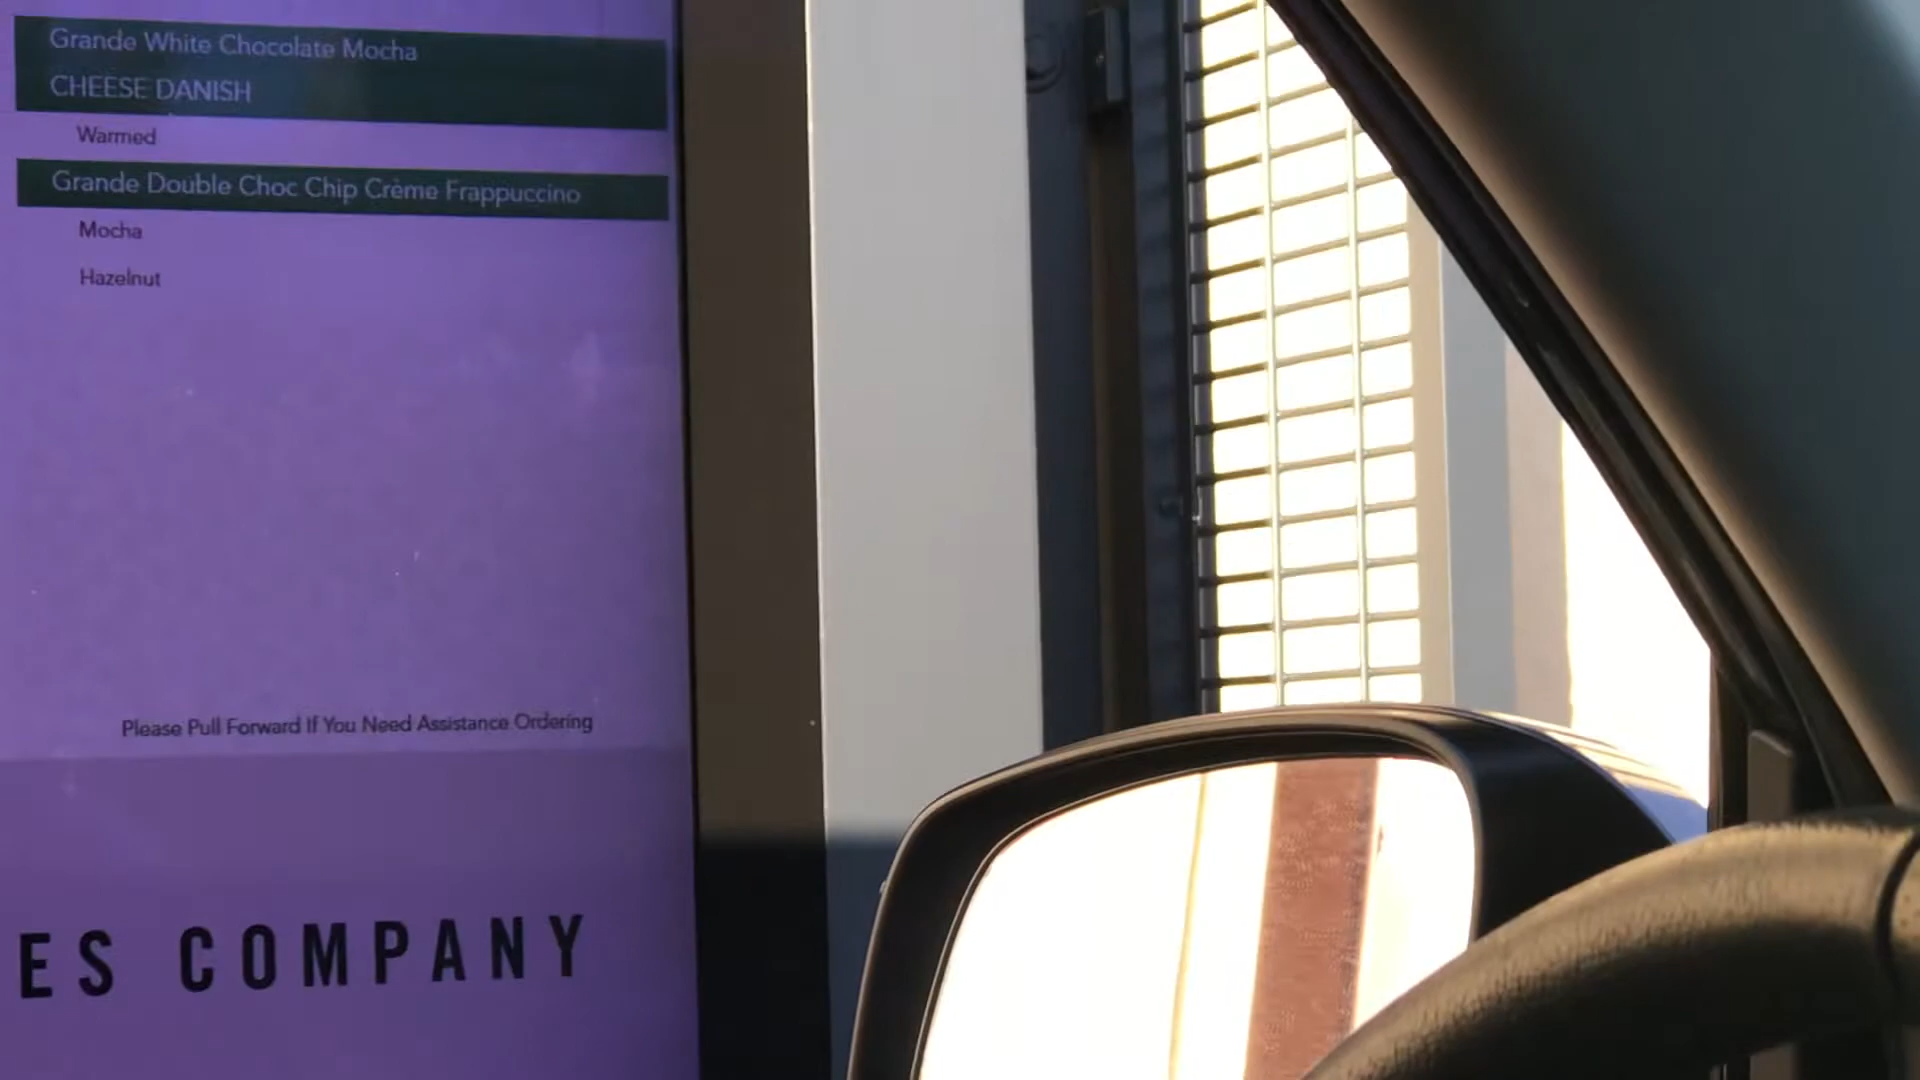 Grande White Chocolate Mocha
CHEESE DANISH
Warmed
Grande Double Choc Chip Crème Frappuccino
Mocha
Hazelnut
Please Pull Forward If You Need Assistance Ordering
ES COMPANY